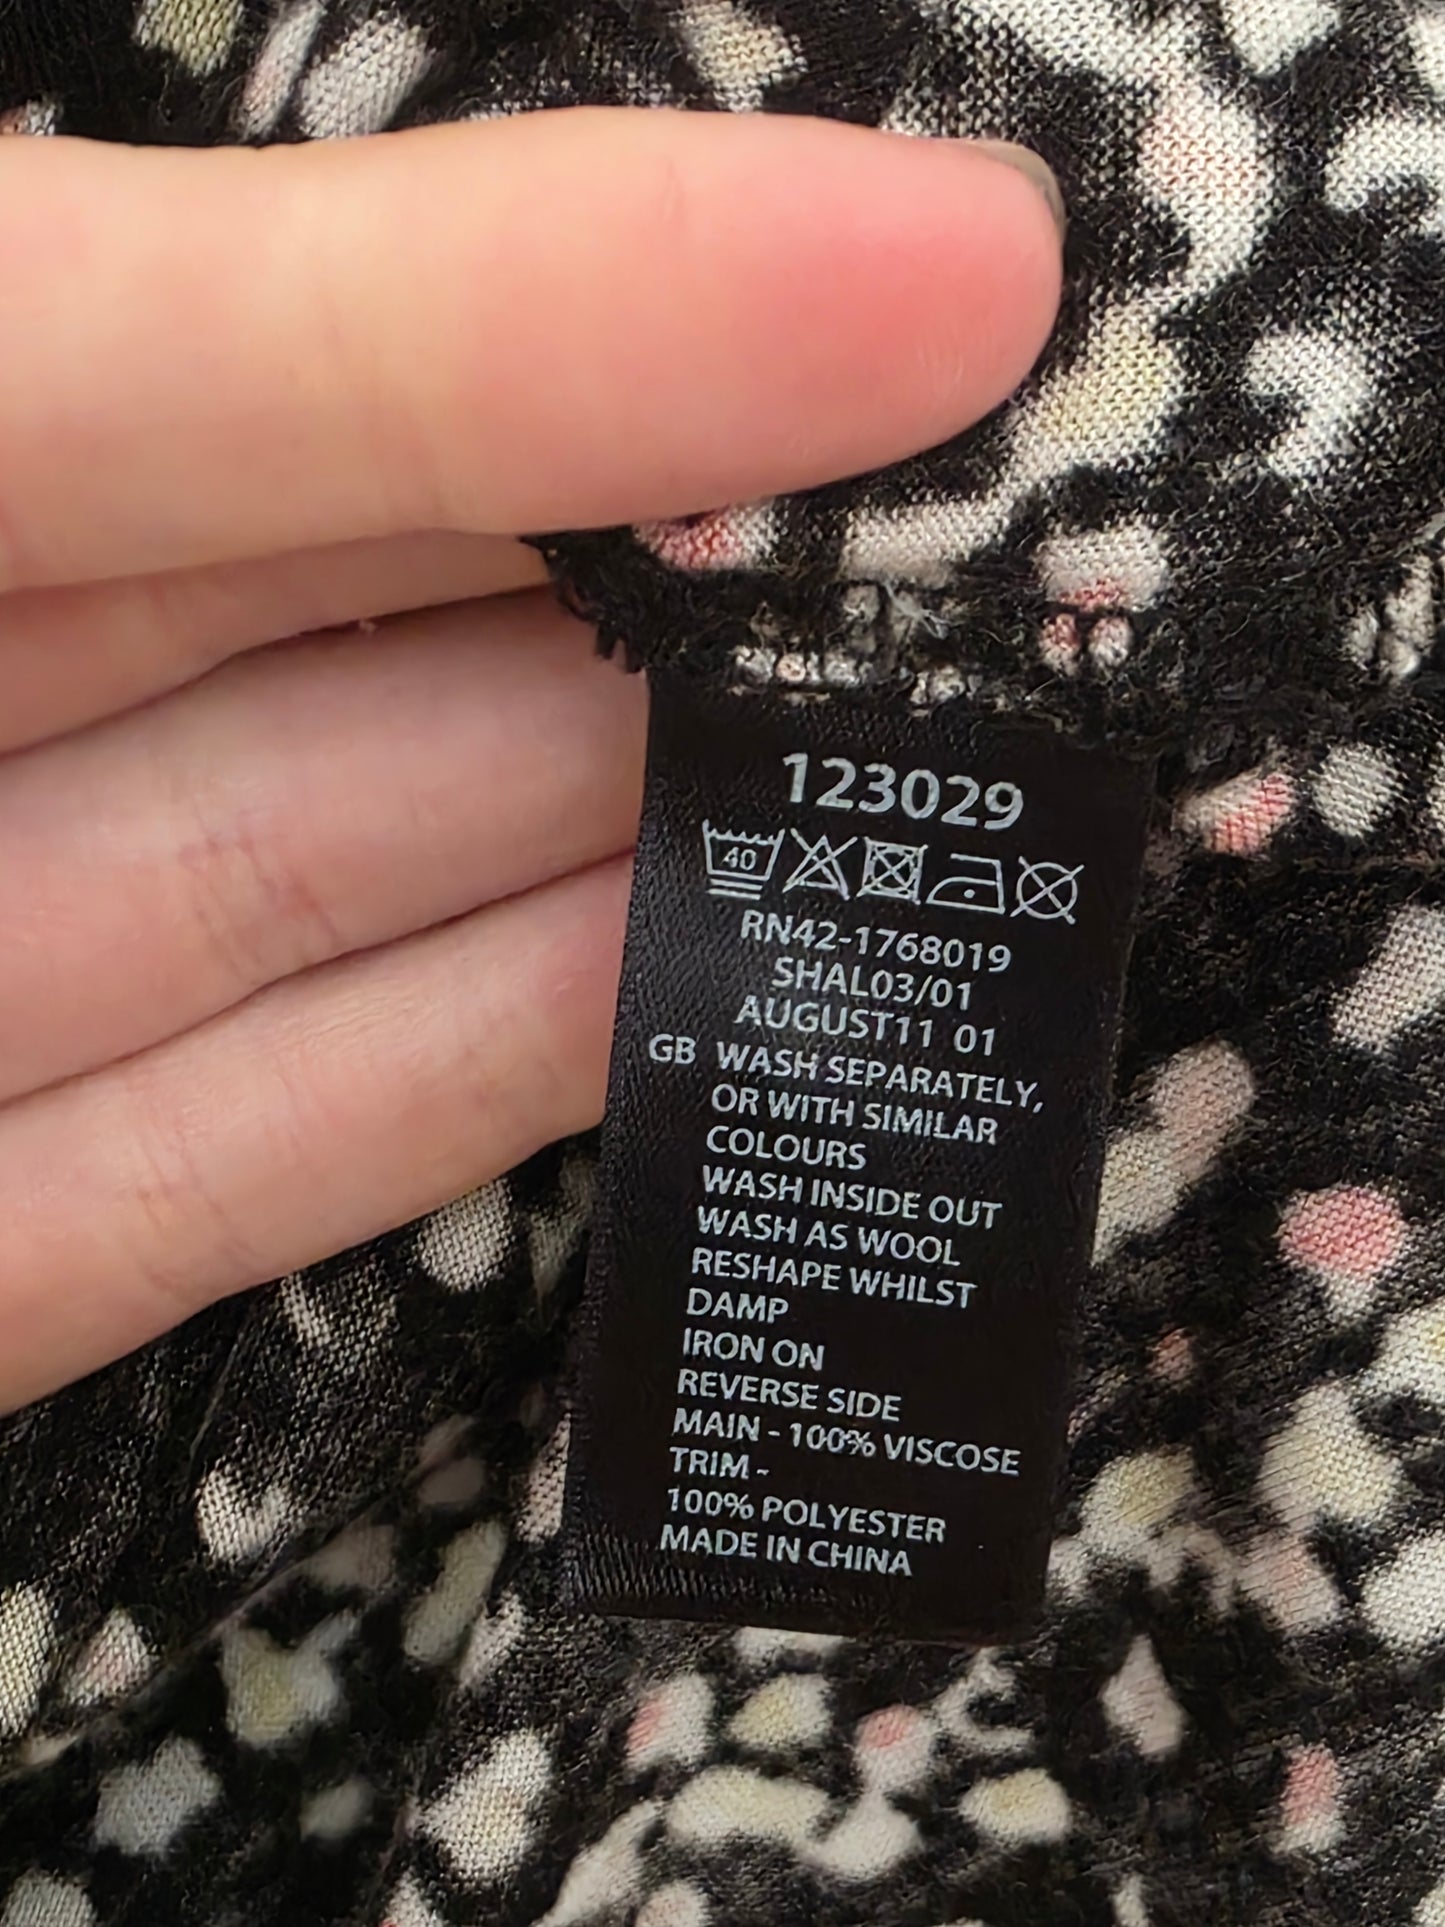 123029
40
RN42-1768019
SHAL03/01
AUGUST11 01
GB WASH SEPARATELY,
OR WITH SIMILAR
COLOURS
WASH INSIDE OUT
WASH AS WOOL
RESHAPE WHILST
DAMP
IRON ON
REVERSE SIDE
MAIN - 100% VISCOSE
TRIM -
100% POLYESTER
MADE IN CHINA